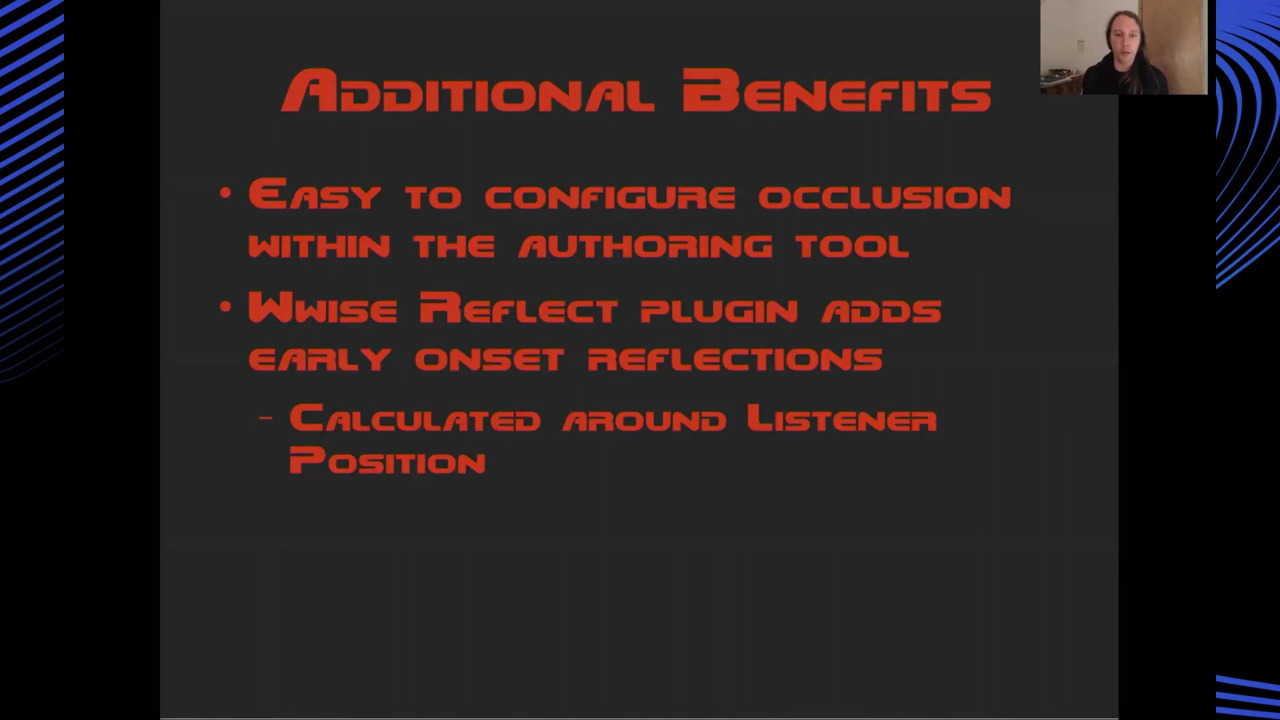 Additional Benefits
• Easy to configure occlusion
within the authoring tool
• Wwise Reflect plugin adds
early onset reflections
– Calculated around Listener
Position